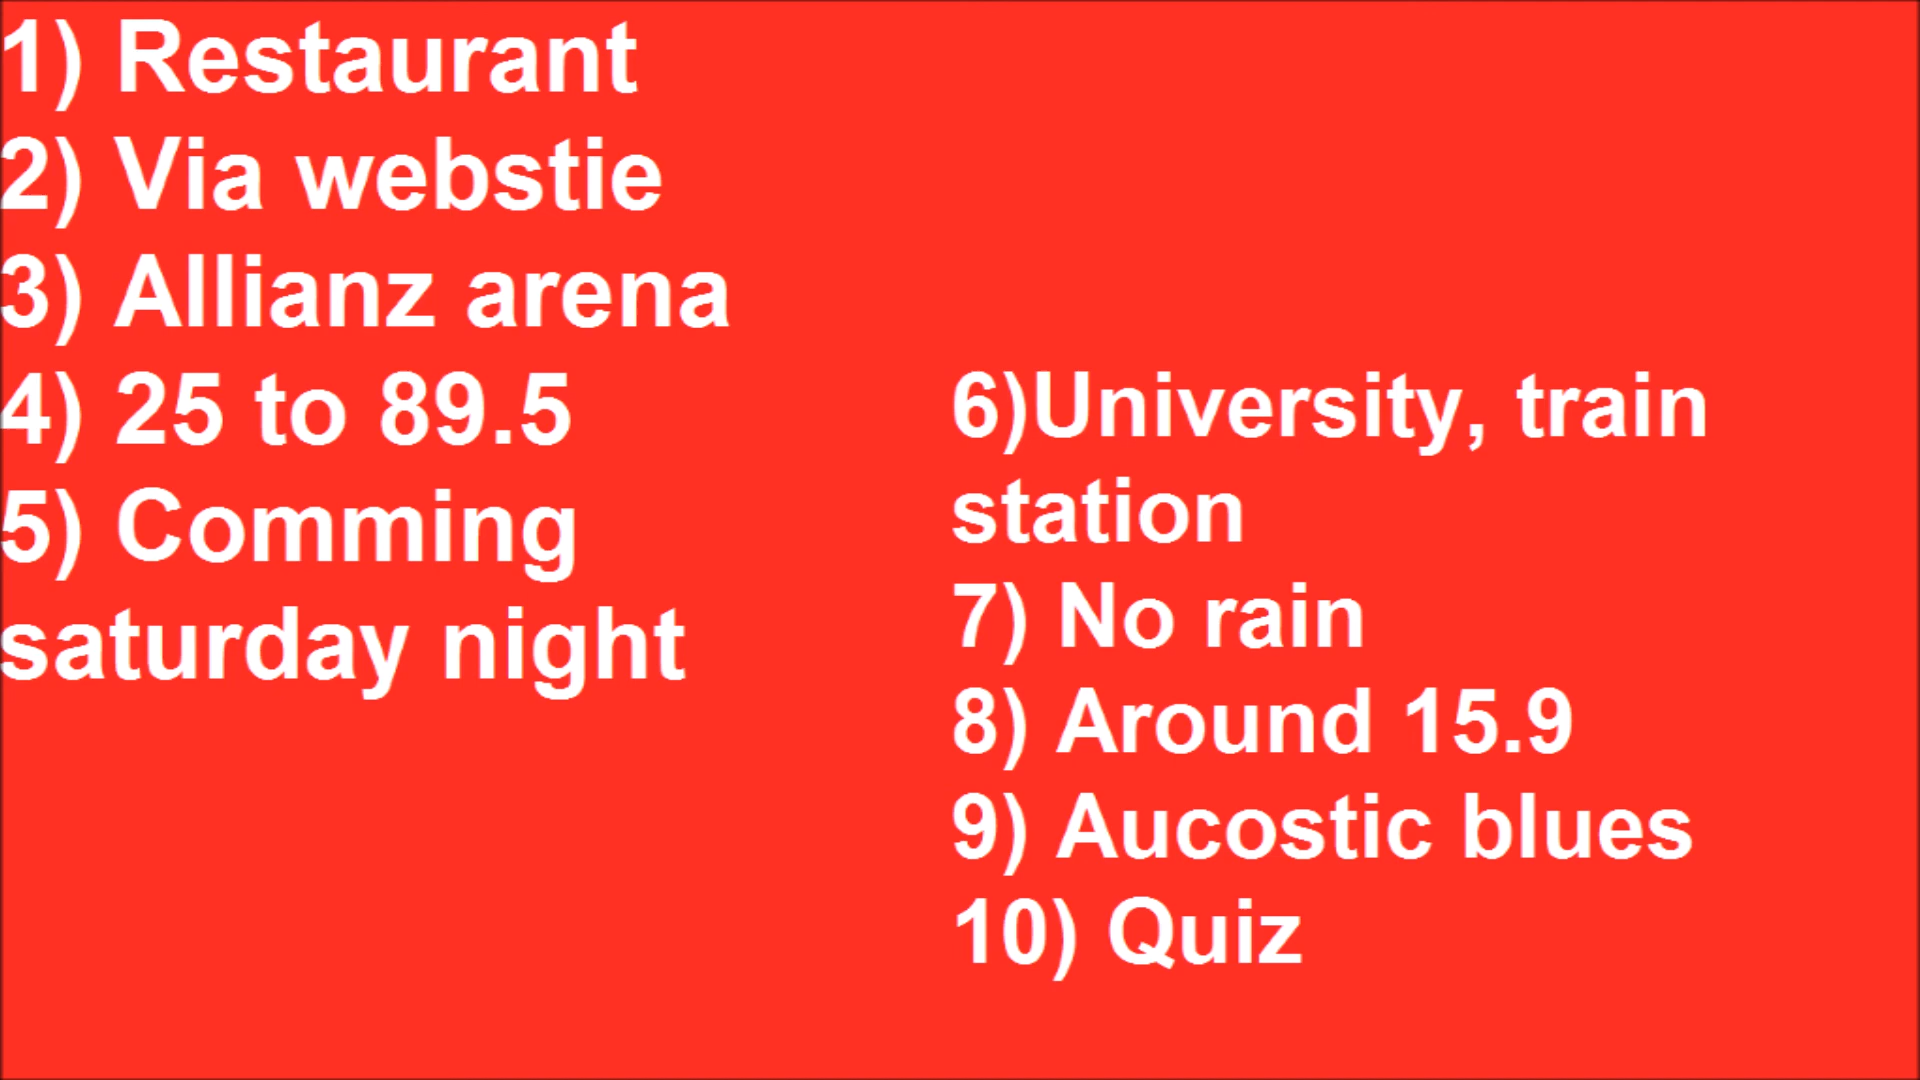 1) Restaurant
2) Via webstie
3) Allianz arena
4) 25 to 89.5
5) Comming
saturday night
6)University, train
station
7) No rain
8) Around 15.9
9) Aucostic blues
10) Quiz